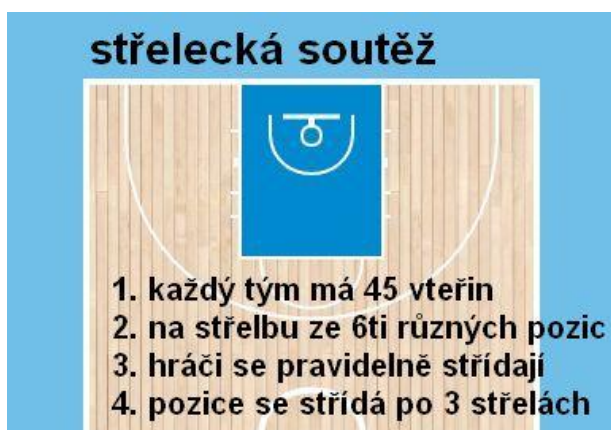 střelecká soutěž
1. každý tým má 45 vteřin
2. na střelbu ze 6ti různých pozic
3. hráči se pravidelně střídají
4. pozice se střídá po 3 střelách